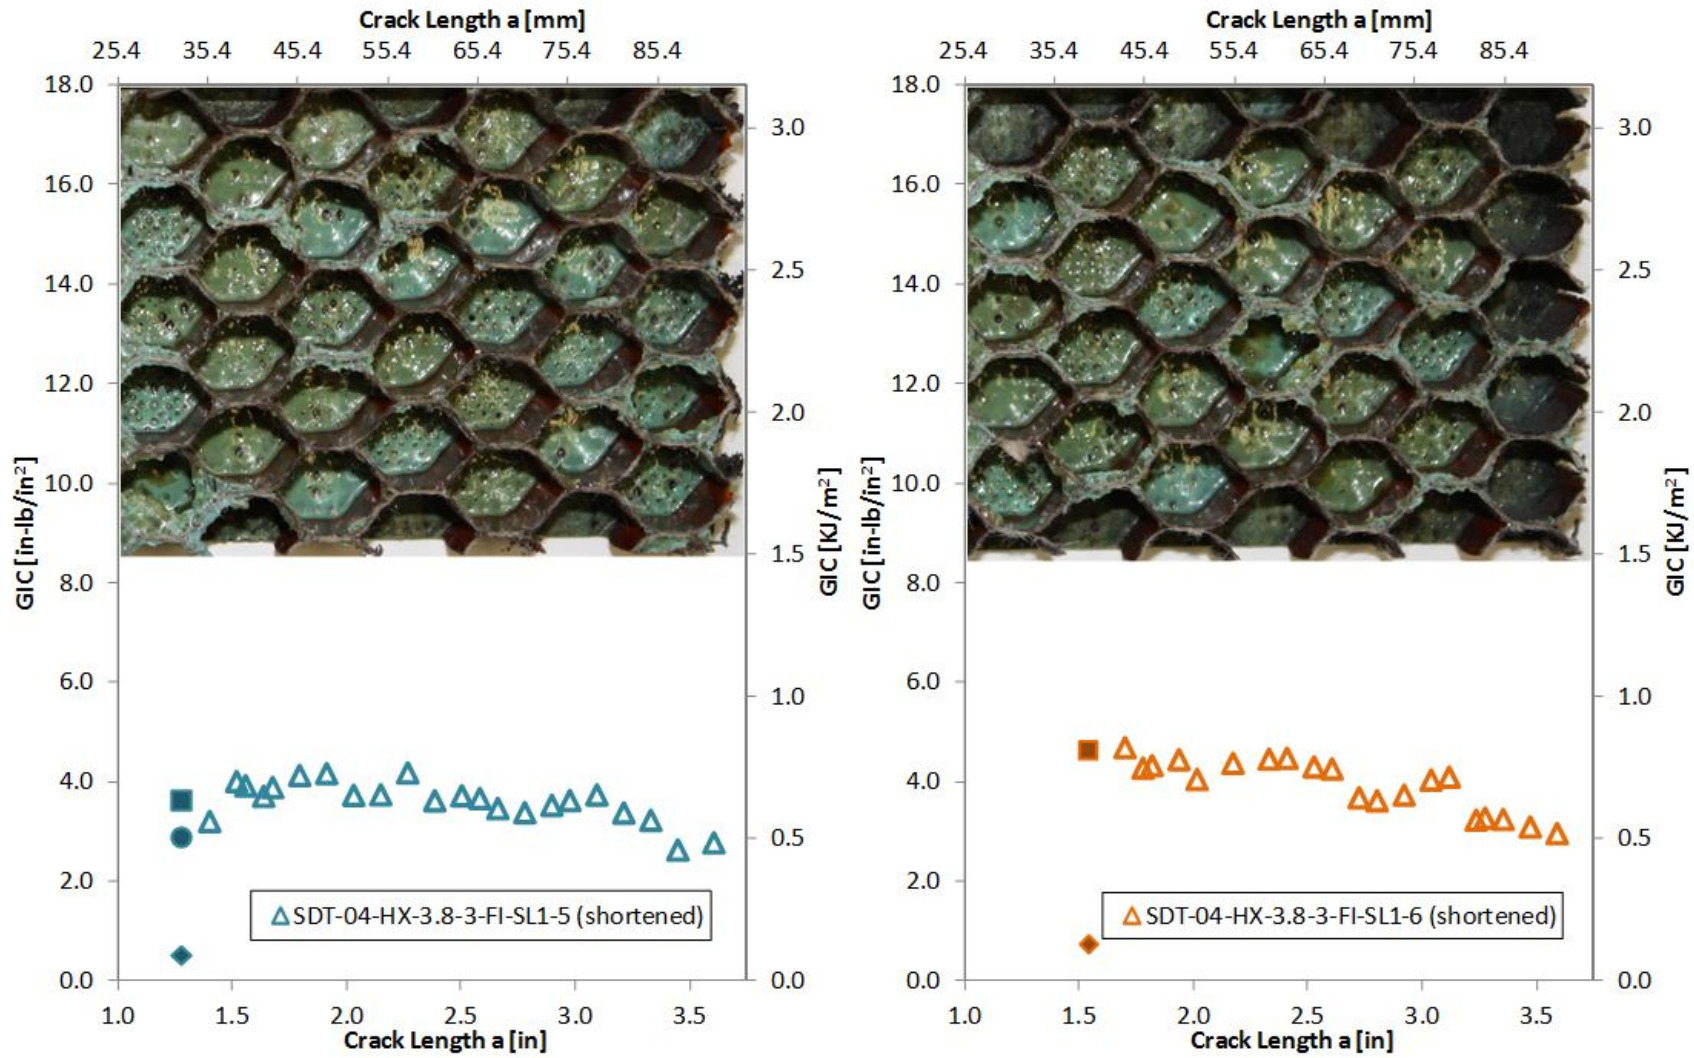 Crack Length a [mm]
25.4 35.4 45.4 55.4 65.4 75.4 85.4
18.0
16.0
14.0
12.0
10.0
8.0
6.0
4.0
2.0
0.0
GIC [in-lb/in²]
3.0
2.5
2.0
1.5
1.0
0.5
0.0
GIC [KJ/m²]
SDT-04-HX-3.8-3-FI-SL1-5 (shortened)
1.0 1.5 2.0 2.5 3.0 3.5
Crack Length a [in]
Crack Length a [mm]
25.4 35.4 45.4 55.4 65.4 75.4 85.4
18.0
16.0
14.0
12.0
10.0
8.0
6.0
4.0
2.0
0.0
GIC [in-lb/in²]
3.0
2.5
2.0
1.5
1.0
0.5
0.0
GIC [KJ/m²]
SDT-04-HX-3.8-3-FI-SL1-6 (shortened)
1.0 1.5 2.0 2.5 3.0 3.5
Crack Length a [in]